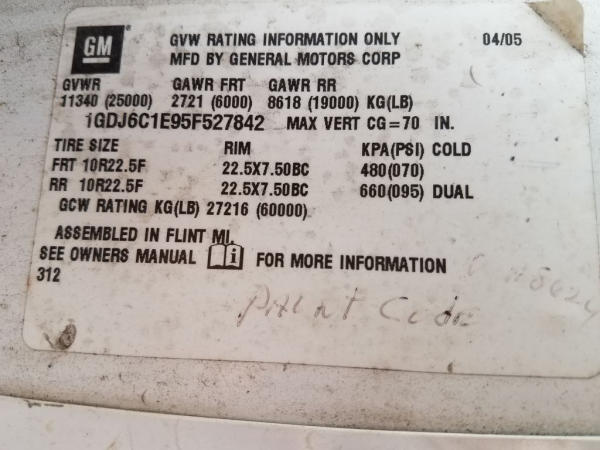 GM
GVW RATING INFORMATION ONLY 04/05
MFD BY GENERAL MOTORS CORP
GVWR GAWR FRT GAWR RR
11340 (25000) 2721 (6000) 8618 (19000) KG(LB)
1GDJ6C1E95F527842 MAX VERT CG=70 IN.
TIRE SIZE RIM KPA(PSI) COLD
FRT 10R22.5F 22.5X7.50BC 480(070)
RR 10R22.5F 22.5X7.50BC 660(095) DUAL
GCW RATING KG(LB) 27216 (60000)
ASSEMBLED IN FLINT MI.
SEE OWNERS MANUAL i FOR MORE INFORMATION
312
Code